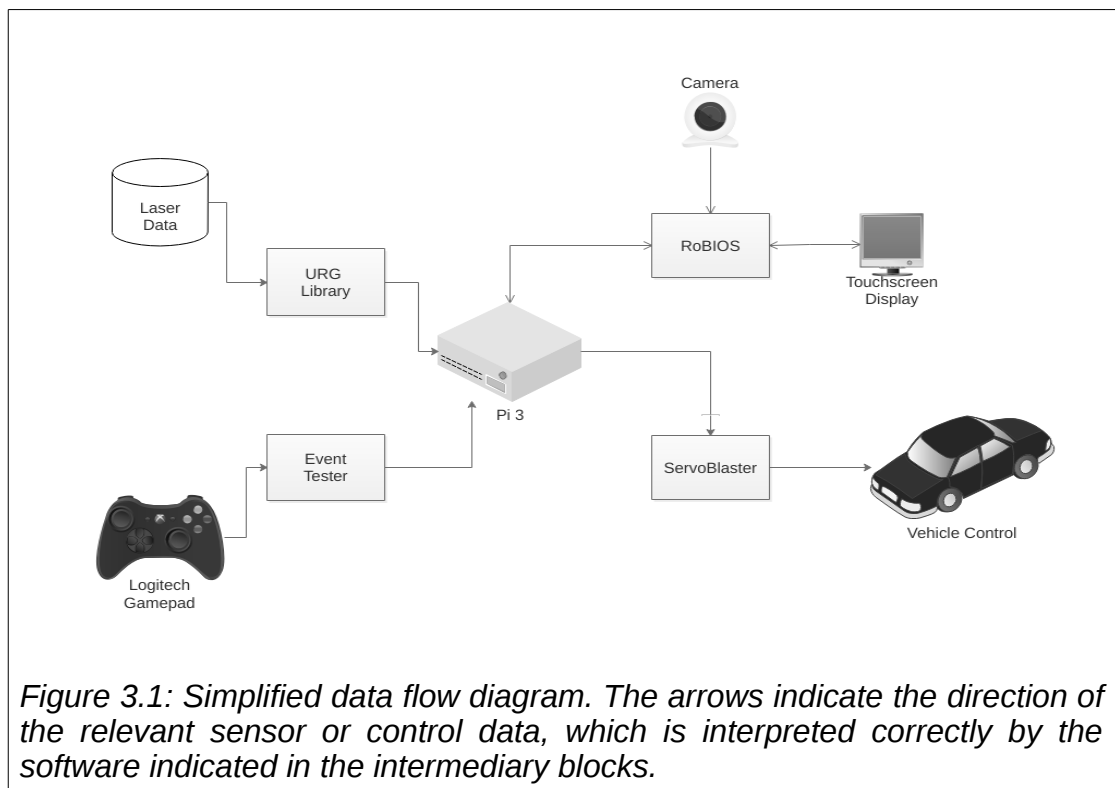 Camera
Laser
Data
RoBIOS
URG
Library
Touchscreen
Display
Pi 3
Event
Tester
ServoBlaster
Vehicle Control
Logitech
Gamepad
Figure 3.1: Simplified data flow diagram. The arrows indicate the direction of
the relevant sensor or control data, which is interpreted correctly by the
software indicated in the intermediary blocks.